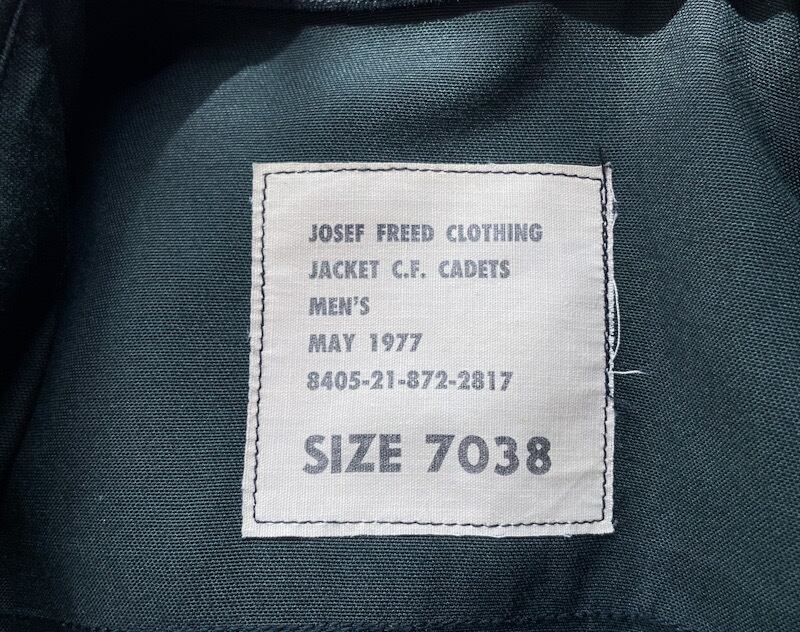 JOSEF FREED CLOTHING
JACKET C.F. CADETS
MEN'S
MAY 1977
8405-21-872-2817
SIZE 7038